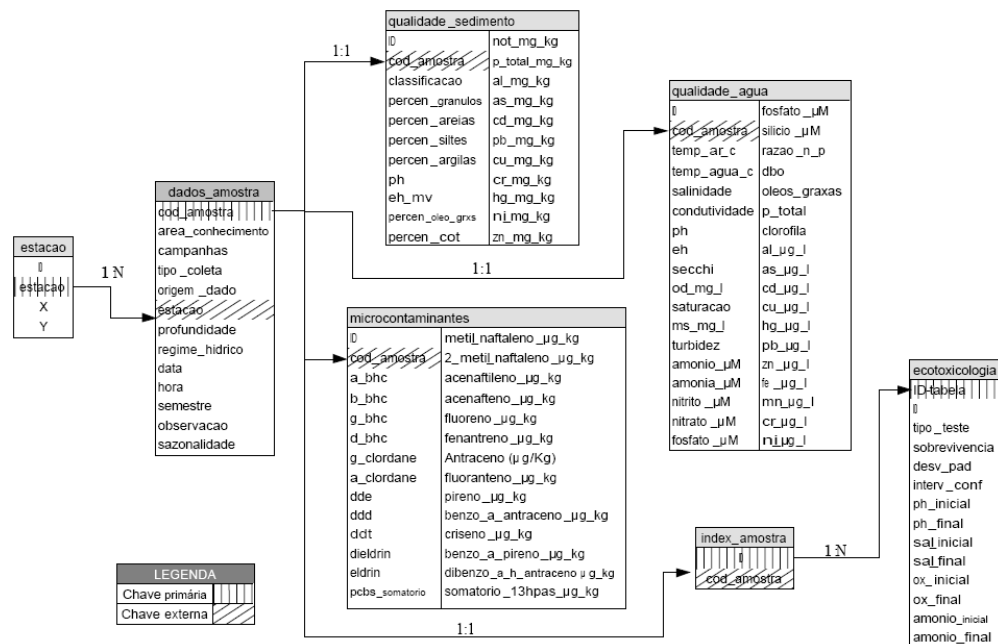 qualidade_sedimento
ID
cod_amostra
classificacao
percen_granulos
percen_areias
percen_siltes
percen_argilas
ph
eh_mv
percen_oleo_grxs
percen_cot
not_mg_kg
p_total_mg_kg
al_mg_kg
as_mg_kg
cd_mg_kg
pb_mg_kg
cu_mg_kg
cr_mg_kg
hg_mg_kg
ni_mg_kg
zn_mg_kg
1:1
qualidade_agua
cod_amostra
temp_ar_c
temp_agua_c
salinidade
condutividade
ph
eh
secchi
od_mg_l
saturacao
ms_mg_l
turbidez
amonio_µM
amonia_µM
nitrito_µM
nitrato_µM
fosfato_µM
fosfato_µM
silicio_µM
razao_n_p
dbo
oleos_graxas
p_total
clorofila
al_µg_l
as_µg_l
cd_µg_l
cu_µg_l
hg_µg_l
pb_µg_l
zn_µg_l
fe_µg_l
mn_µg_l
cr_µg_l
ni_µg_l
1:1
dados_amostra
cod_amostra
area_conhecimento
campanhas
tipo_coleta
origem_dado
estacao
profundidade
regime_hidrico
data
hora
semestre
observacao
sazonalidade
estacao
estacao
X
Y
1 N
microcontaminantes
ID
cod_amostra
a_bhc
b_bhc
g_bhc
d_bhc
g_clordane
a_clordane
dde
ddd
ddt
dieldrin
eldrin
pcbs_somatorio
metil_naftaleno_µg_kg
2_metil_naftaleno_µg_kg
acenaftileno_µg_kg
acenafteno_µg_kg
fluoreno_µg_kg
fenantreno_µg_kg
Antraceno (µg/Kg)
fluoranteno_µg_kg
pireno_µg_kg
benzo_a_antraceno_µg_kg
criseno_µg_kg
benzo_a_pireno_µg_kg
dibenzo_a_h_antraceno µg_kg
somatorio_13hpas_µg_kg
1:1
index_amostra
cod_amostra
1 N
ecotoxicologia
ID-tabela
tipo_teste
sobrevivencia
desv_pad
interv_conf
ph_inicial
ph_final
sal_inicial
sal_final
ox_inicial
ox_final
amonio_inicial
amonio_final
LEGENDA
Chave primária
Chave externa